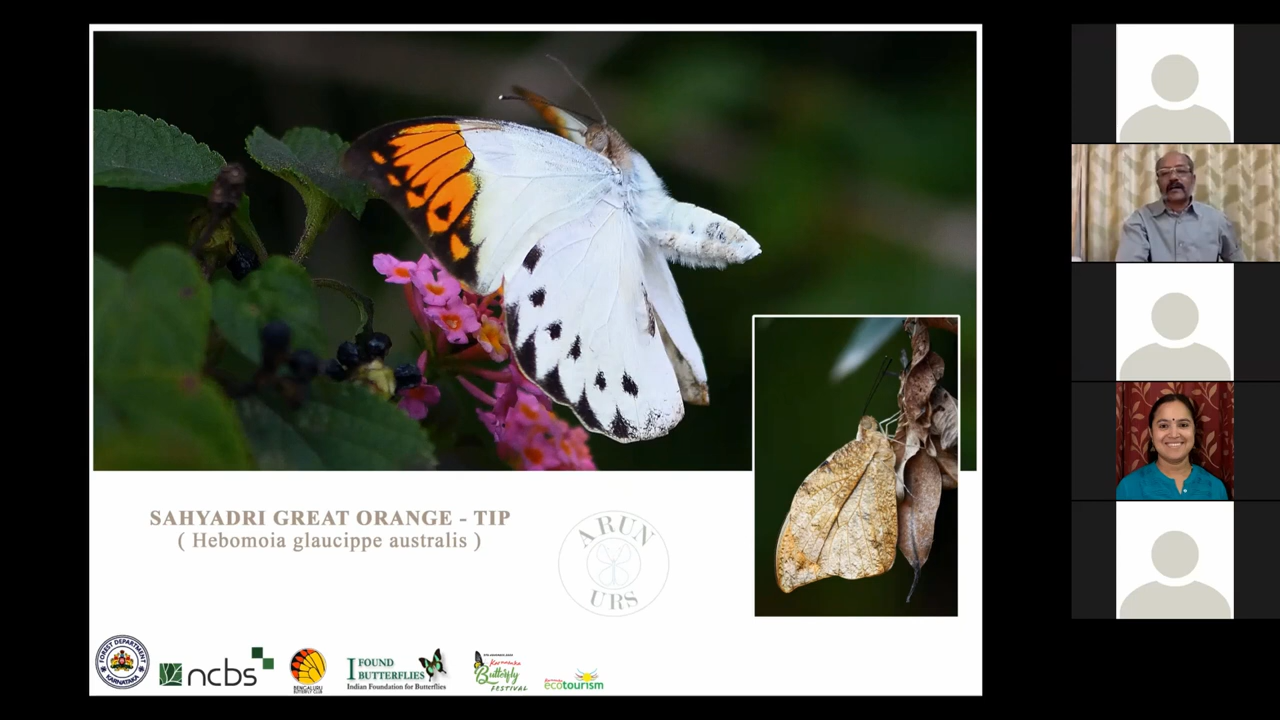 SAHYADRI GREAT ORANGE - TIP
( Hebomoia glaucippe australis )
ARUN
URS
FOREST DEPARTMENT
KARNATAKA
ncbs
BENGALURU
BUTTERFLY CLUB
I FOUND
BUTTERFLIES
Indian Foundation for Butterflies
Karnataka
Butterfly
FESTIVAL
ecotourism